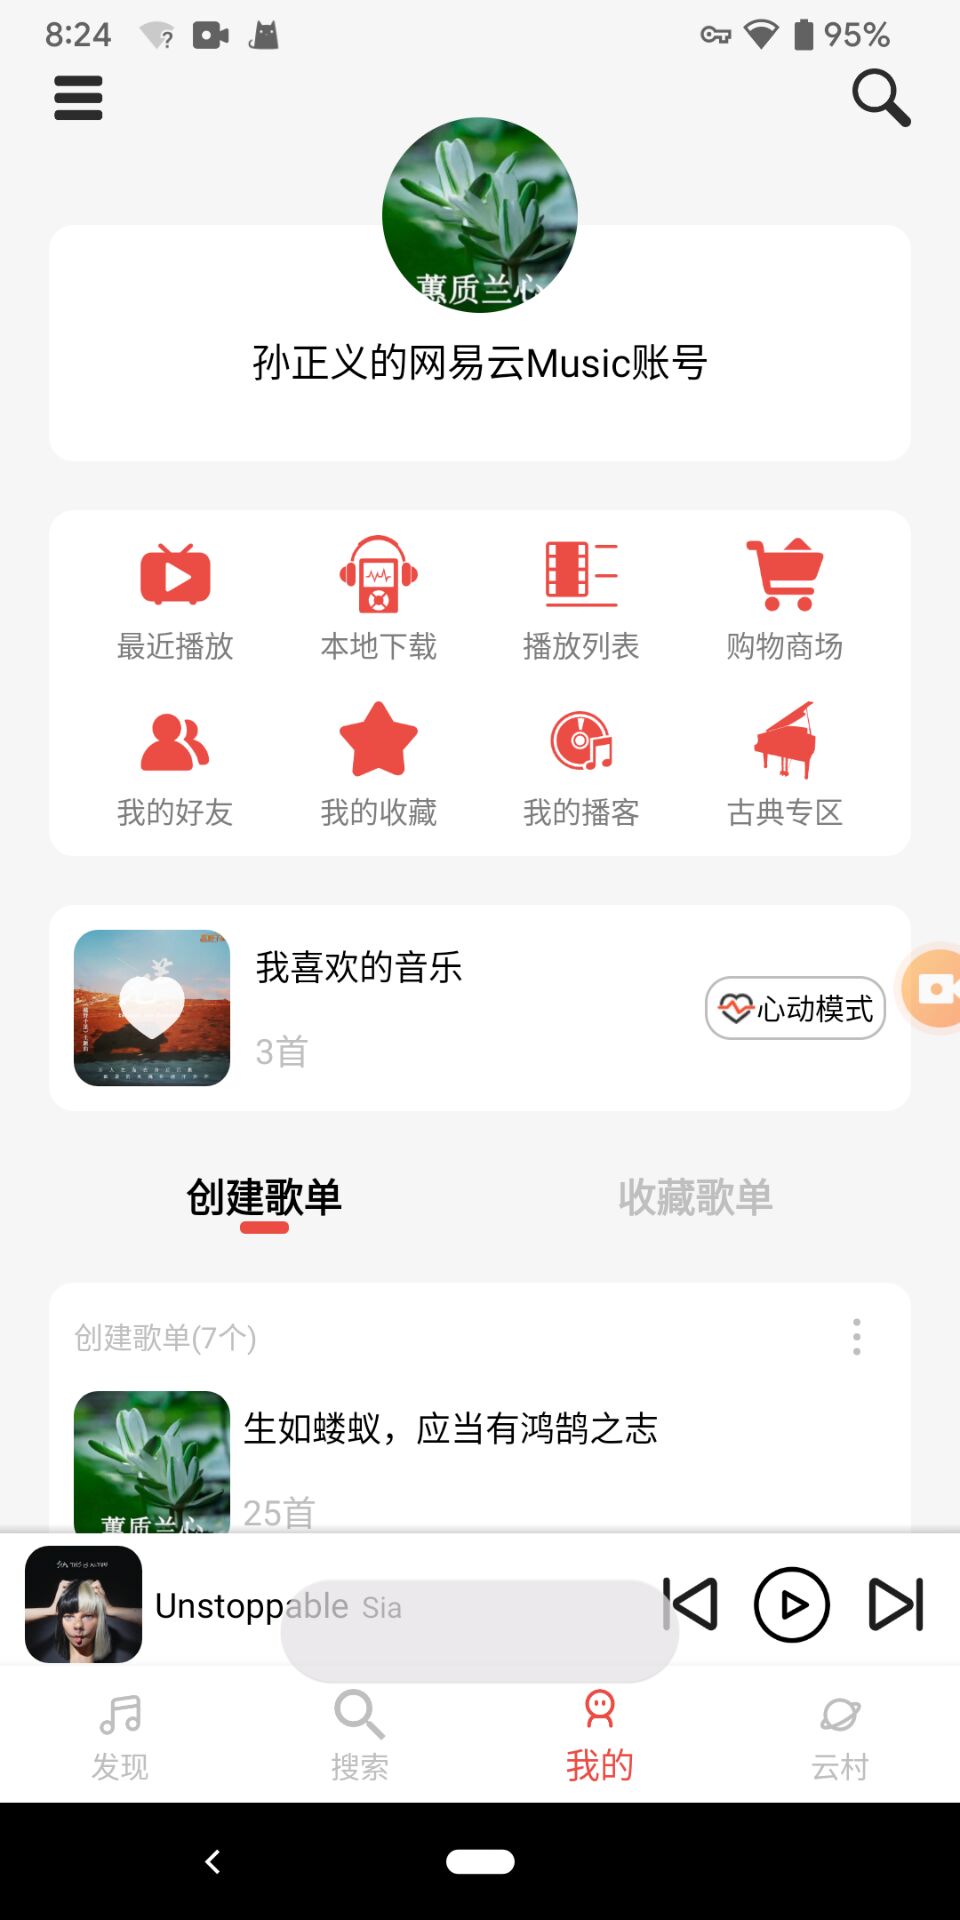 8:24
95%
蕙质兰心
孙正义的网易云Music账号
最近播放 本地下载 播放列表 购物商场
我的好友 我的收藏 我的播客 古典专区
我喜欢的音乐
3首
心动模式
创建歌单 收藏歌单
创建歌单(7个)
生如蝼蚁，应当有鸿鹄之志
25首
蕙质兰心
Unstoppable Sia
发现 搜索 我的 云村